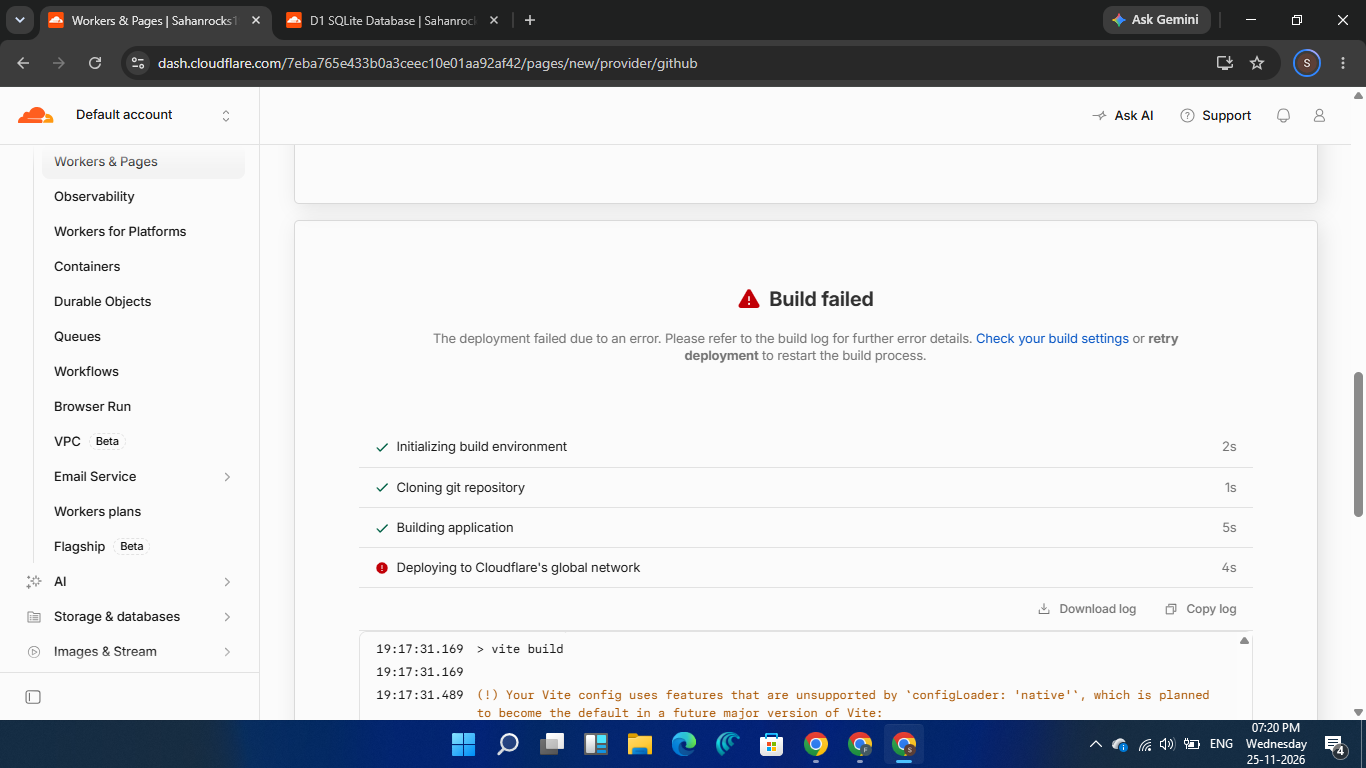 Workers & Pages | Sahanrocks1
D1 SQLite Database | Sahanrock
Ask Gemini
dash.cloudflare.com/7eba765e433b0a3ceec10e01aa92af42/pages/new/provider/github
S
Default account
Ask AI
Support
Workers & Pages
Observability
Workers for Platforms
Containers
Durable Objects
Queues
Workflows
Browser Run
VPC Beta
Email Service
Workers plans
Flagship Beta
AI
Storage & databases
Images & Stream
Build failed
The deployment failed due to an error. Please refer to the build log for further error details. Check your build settings or retry
deployment to restart the build process.
Initializing build environment 2s
Cloning git repository 1s
Building application 5s
Deploying to Cloudflare's global network 4s
Download log Copy log
19:17:31.169 > vite build
19:17:31.169
19:17:31.489 (!) Your Vite config uses features that are unsupported by `configLoader: 'native'`, which is planned
to become the default in a future major version of Vite:
ENG
07:20 PM
Wednesday
25-11-2026
4